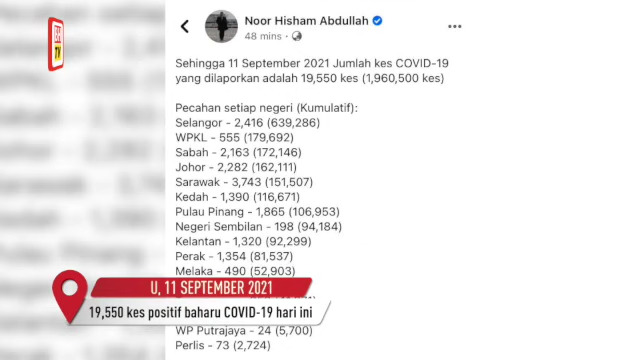 Noor Hisham Abdullah
48 mins
Sehingga 11 September 2021 Jumlah kes COVID-19
yang dilaporkan adalah 19,550 kes (1,960,500 kes)
Pecahan setiap negeri (Kumulatif):
Selangor - 2,416 (639,286)
WPKL - 555 (179,692)
Sabah - 2,163 (172,146)
Johor - 2,282 (162,111)
Sarawak - 3,743 (151,507)
Kedah - 1,390 (116,671)
Pulau Pinang - 1,865 (106,953)
Negeri Sembilan - 198 (94,184)
Kelantan - 1,320 (92,299)
Perak - 1,354 (81,537)
Melaka - 490 (52,903)
U, 11 SEPTEMBER 2021
19,550 kes positif baharu COVID-19 hari ini
WP Putrajaya - 24 (5,700)
Perlis - 73 (2,724)